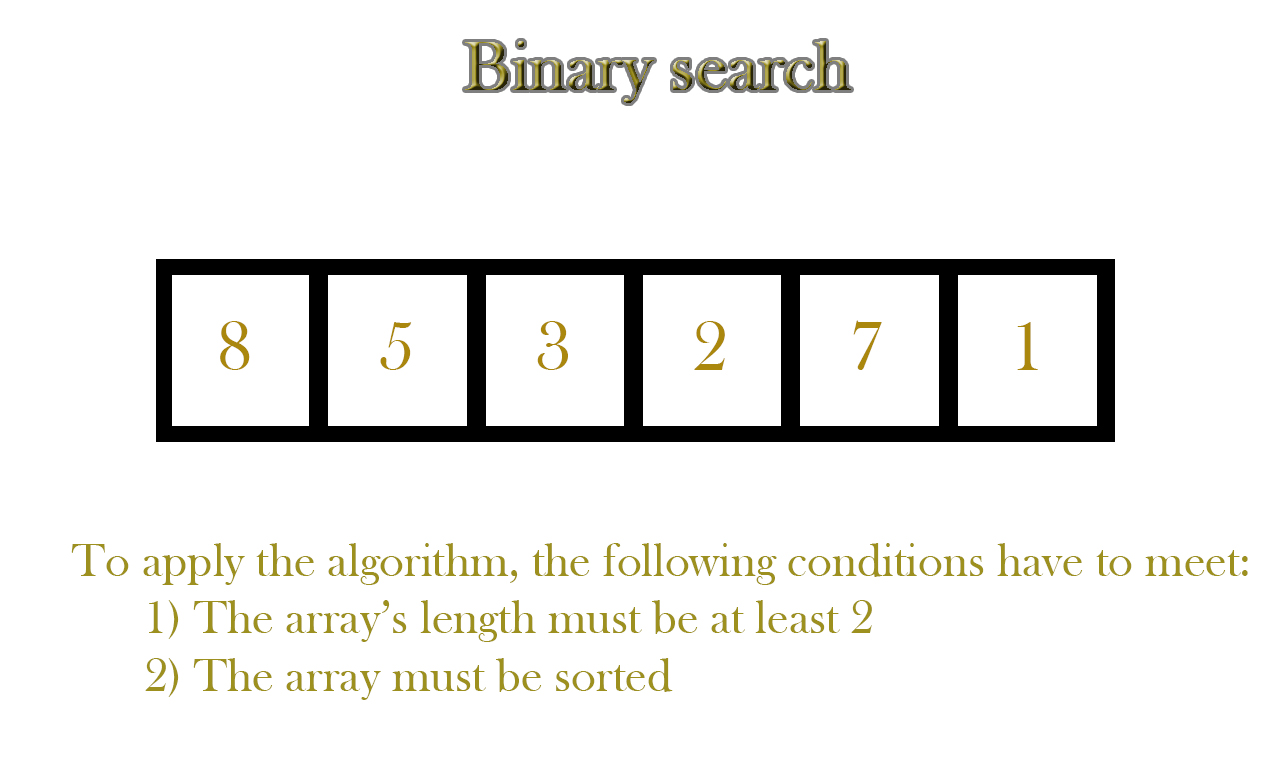 Binary search
8 5 3 2 7 1
To apply the algorithm, the following conditions have to meet:
1) The array’s length must be at least 2
2) The array must be sorted